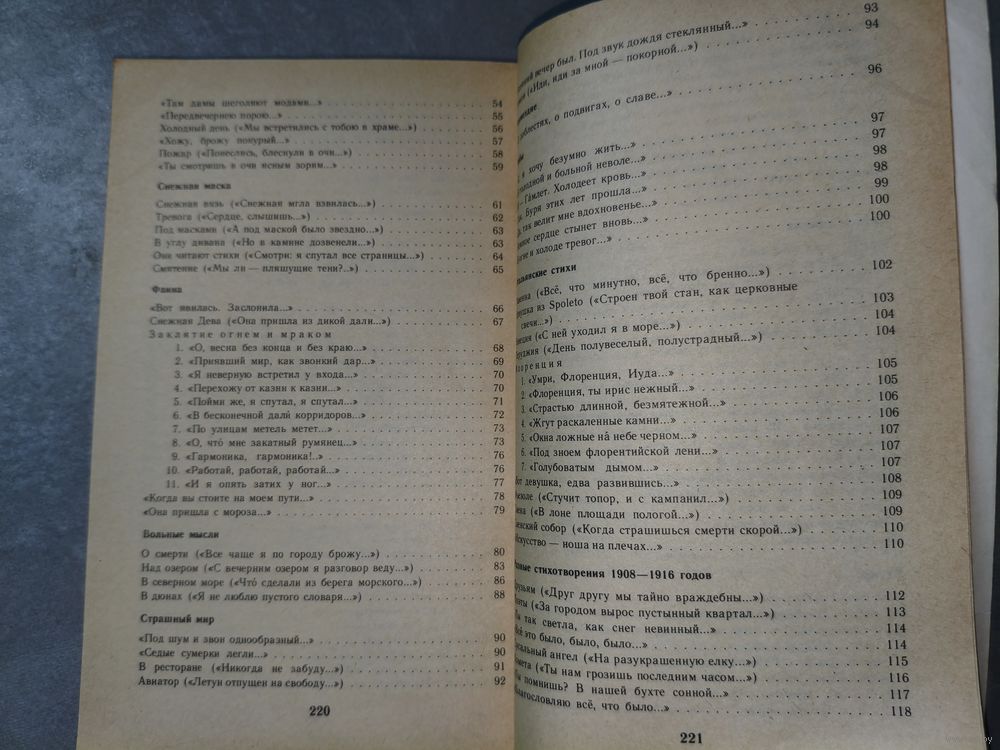 «Там дамы щеголяют модами...» 54
«Передвечернею порою...» 55
Холодный день («Мы встретились с тобою в храме...») 56
«Хожу, брожу понурый...» 57
Пожар («Понеслись, блеснули в очи...») 58
«Ты смотришь в очи ясным зорям...» 59
Снежная маска
Снежная вязь («Снежная мгла взвилась...») 61
Тревога («Сердце, слышишь...») 62
Под масками («А под маской было звездно...») 63
В углу дивана («Но в камине дозвенели...») 63
Они читают стихи («Смотри: я спутал все страницы...») 64
Смятение («Мы ли — пляшущие тени?..») 65
Фаина
«Вот явилась. Заслонила...» 66
Снежная Дева («Она пришла из дикой дали...») 67
Заклятие огнем и мраком
1. «О, весна без конца и без краю...» 68
2. «Приявший мир, как звонкий дар...» 69
3. «Я неверную встретил у входа...» 70
4. «Перехожу от казни к казни...» 70
5. «Пойми же, я спутал, я спутал...» 71
6. «В бесконечной дали́ корридоров...» 72
7. «По улицам метель метет...» 73
8. «О, что́ мне закатный румянец...» 73
9. «Гармоника, гармоника!..» 76
10. «Работай, работай, работай...» 76
11. «И я опять затих у ног...» 77
«Когда вы стоите на моем пути...» 78
«Она пришла с мороза...» 79
Вольные мысли
О смерти («Все чаще я по городу брожу...») 80
Над озером («С вечерним озером я разговор веду...») 83
В северном море («Что́ сделали из берега морского...») 86
В дюнах («Я не люблю пустого словаря...») 88
Страшный мир
«Под шум и звон однообразный...» 90
«Седые сумерки легли...» 90
В ресторане («Никогда не забуду...») 91
Авиатор («Летун отпущен на свободу...») 92
220
вечер был. Под звук дождя стеклянный...» 93
(«Иди, иди за мной — покорной...») 94
доблестях, о подвигах, о славе...» 96
я хочу безумно жить...» 97
холодной и больной неволе...» 97
— Га́млет. Холодеет кровь...» 98
Буря этих лет прошла...» 98
так велит мне вдохновенье...» 99
сердце стынет вновь...» 100
и холоде тревог...» 100
стихи
(«Всё, что минутно, всё, что бренно...») 102
из Spoleto («Строен твой стан, как церковные
свечи...») 103
(«С ней уходил я в море...») 104
(«День полувеселый, полустрадный...») 104
1. «Умри, Флоренция, Иуда...» 105
2. «Флоренция, ты ирис нежный...» 105
3. «Страстью длинной, безмятежной...» 106
4. «Жгут раскаленные камни...» 106
5. «Окна ложные на́ небе черном...» 107
6. «Под зноем флорентийской лени...» 107
7. «Голубоватым дымом...» 107
девушка, едва развившись...» 108
(«Стучит топор, и с кампанил...») 109
(«В лоне площади пологой...») 109
собор («Когда страшишься смерти скорой...») 110
Искусство — ноша на плечах...» 110
стихотворения 1908—1916 годов
(«Друг другу мы тайно враждебны...») 112
(«За городом вырос пустынный квартал...») 113
так светла, как снег невинный...» 114
это было, было, было...» 114
ангел («На разукрашенную елку...») 115
(«Ты нам грозишь последним часом...») 116
помнишь? В нашей бухте сонной...» 117
Благословляю всё, что было...» 118
221